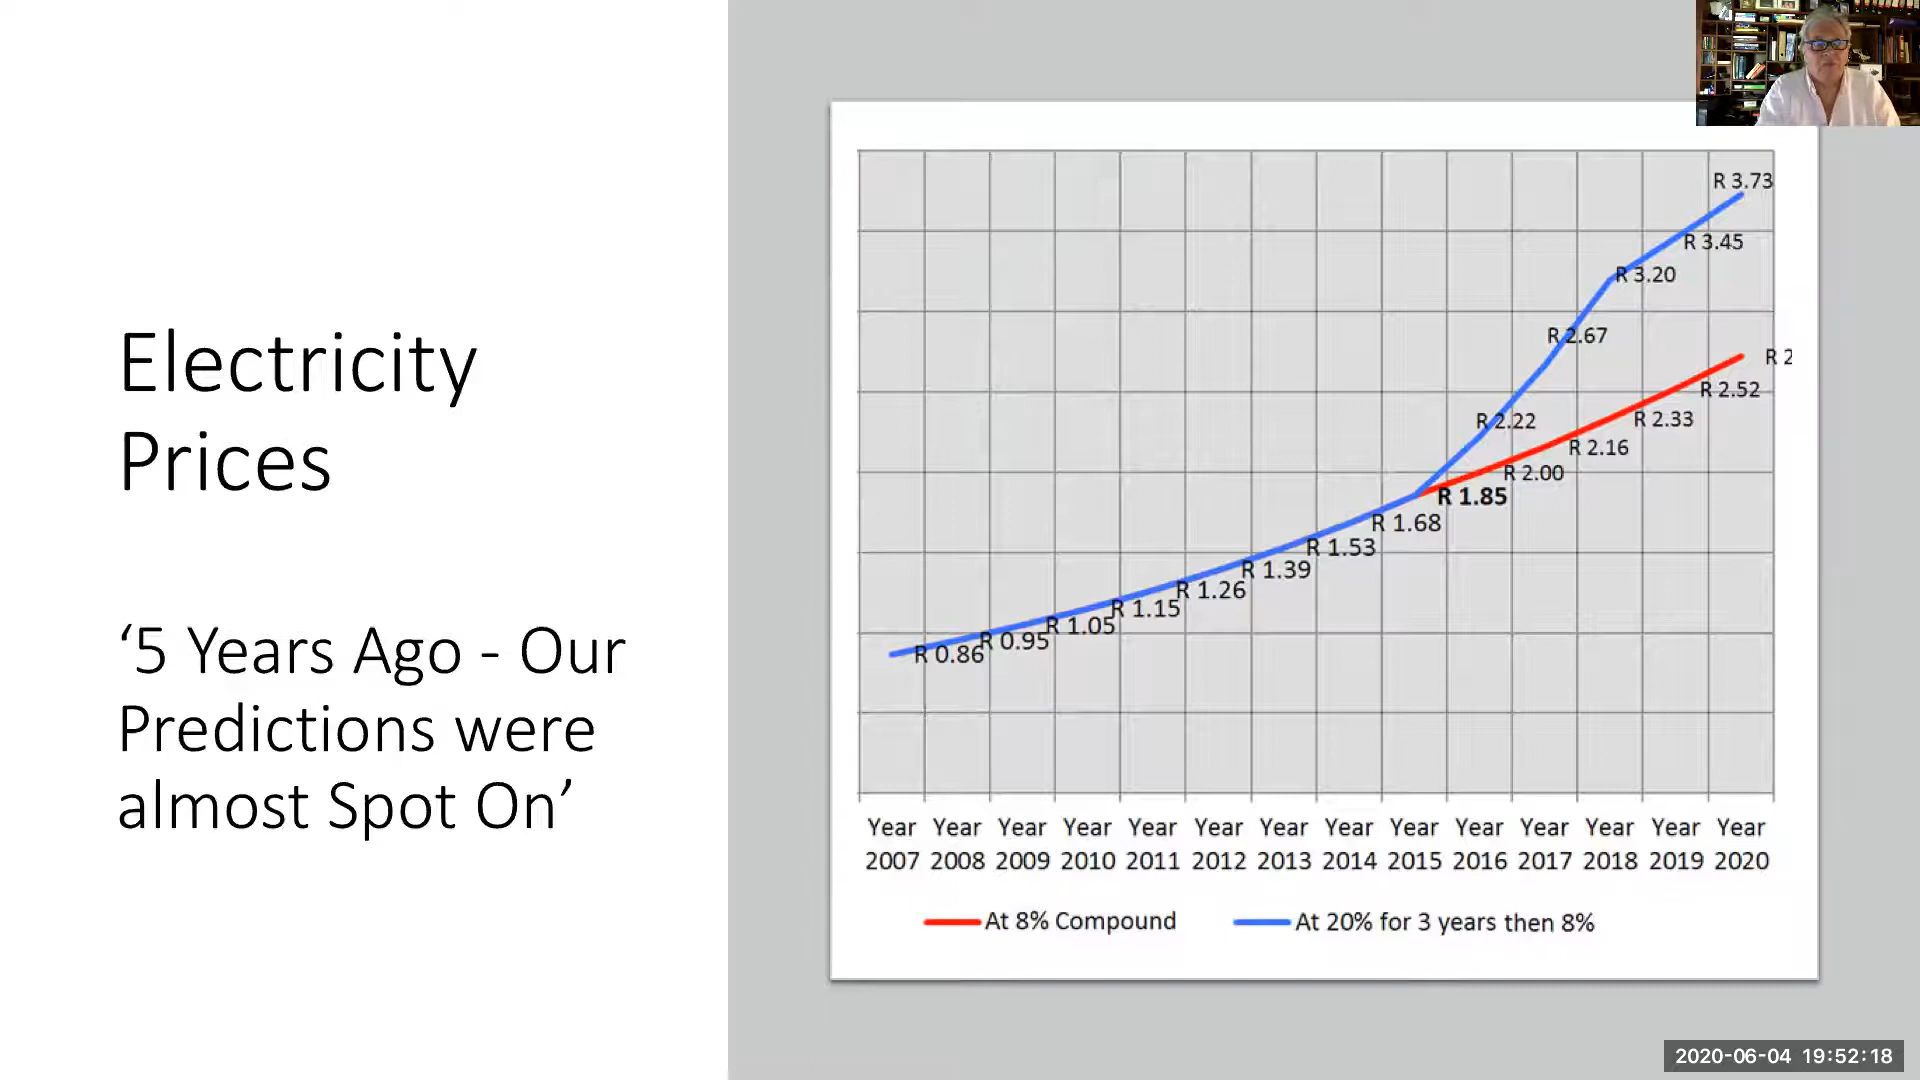 Electricity
Prices
‘5 Years Ago - Our
Predictions were
almost Spot On’
R 3.73
R 3.45
R 3.20
R 2.67
R 2
R 2.52
R 2.22
R 2.33
R 2.16
R 2.00
R 1.85
R 1.68
R 1.53
R 1.39
R 1.26
R 1.15
R 1.05
R 0.95
R 0.86
Year Year Year Year Year Year Year Year Year Year Year Year Year Year
2007 2008 2009 2010 2011 2012 2013 2014 2015 2016 2017 2018 2019 2020
At 8% Compound At 20% for 3 years then 8%
2020-06-04 19:52:18